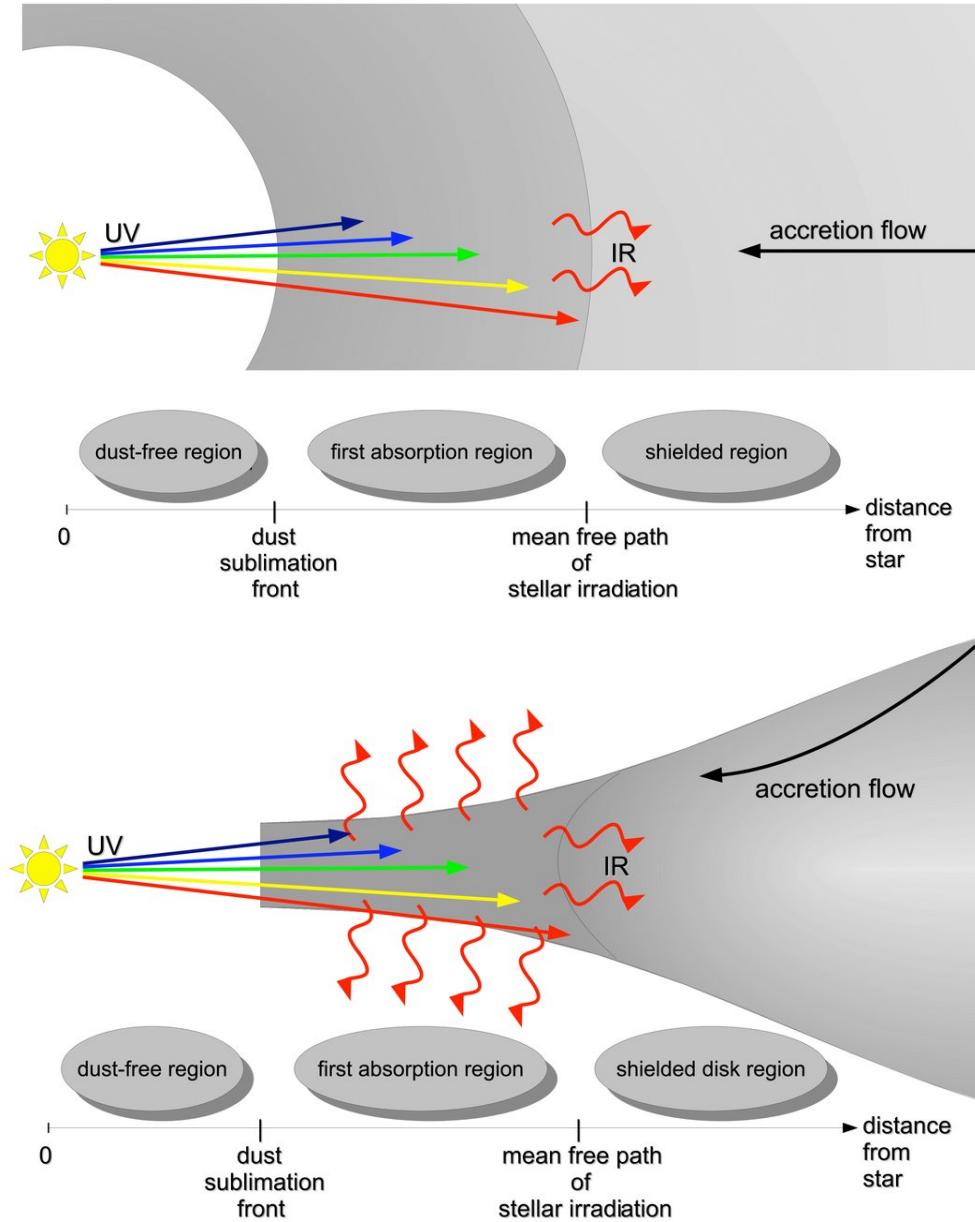 UV
IR
accretion flow
dust-free region
first absorption region
shielded region
0
dust
sublimation
front
mean free path
of
stellar irradiation
distance
from
star
UV
IR
accretion flow
dust-free region
first absorption region
shielded disk region
0
dust
sublimation
front
mean free path
of
stellar irradiation
distance
from
star